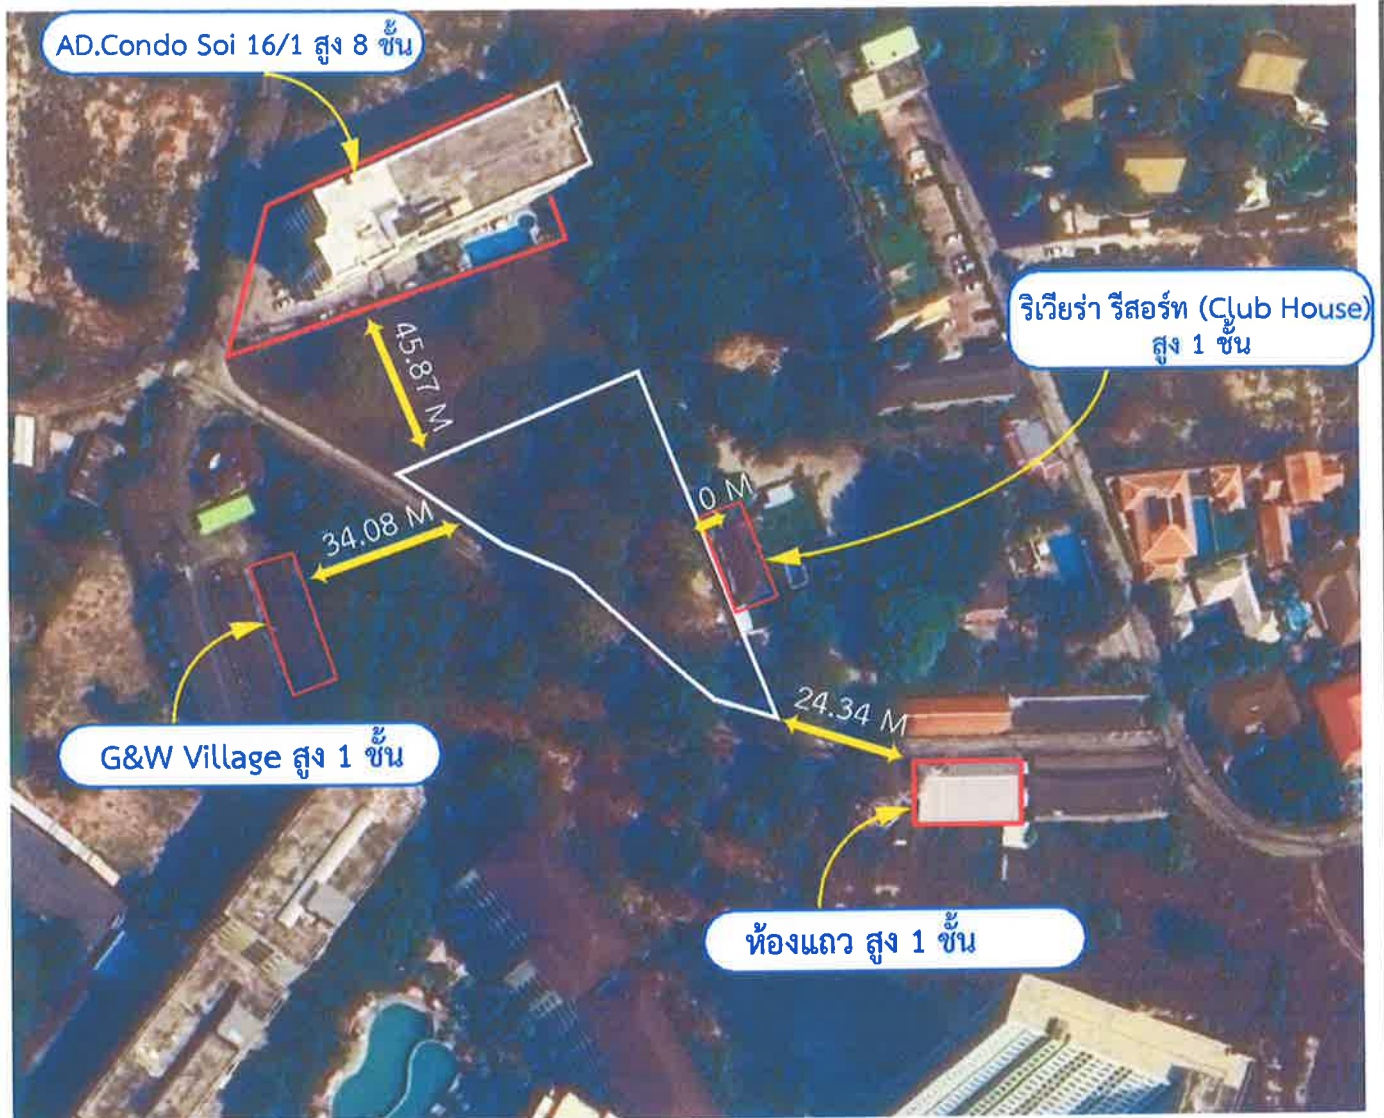 AD.Condo Soi 16/1 สูง 8 ชั้น
ริเวียร่า รีสอร์ท (Club House)
สูง 1 ชั้น
45.87 M
0 M
34.08 M
24.34 M
G&W Village สูง 1 ชั้น
ห้องแถว สูง 1 ชั้น